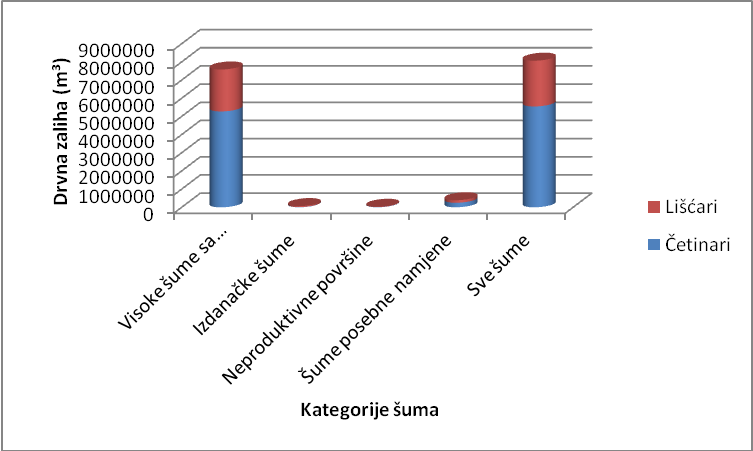 Drvna zaliha (m³)
9000000
8000000
7000000
6000000
5000000
4000000
3000000
2000000
1000000
0
Visoke šume sa...
Izdanačke šume
Neproduktivne površine
Šume posebne namjene
Sve šume
Kategorije šuma
Lišćari
Četinari